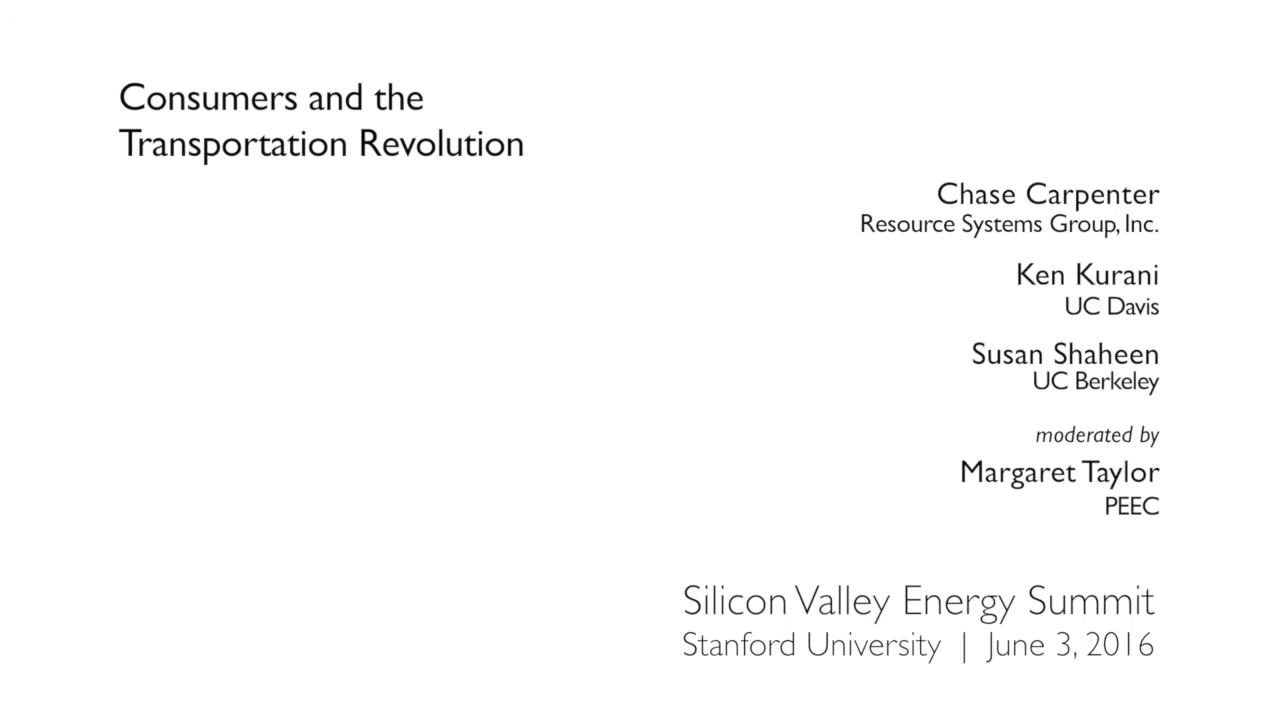 Consumers and the
Transportation Revolution
Chase Carpenter
Resource Systems Group, Inc.
Ken Kurani
UC Davis
Susan Shaheen
UC Berkeley
moderated by
Margaret Taylor
PEEC
Silicon Valley Energy Summit
Stanford University | June 3, 2016